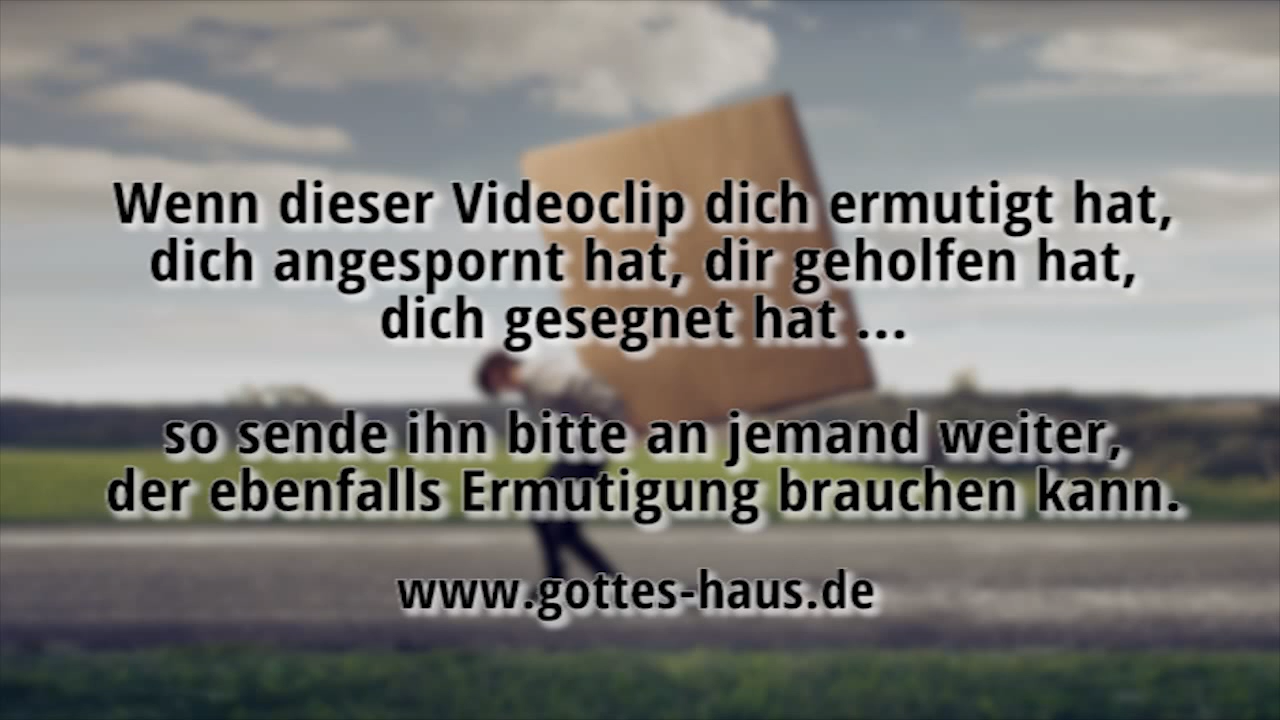 Wenn dieser Videoclip dich ermutigt hat,
dich angespornt hat, dir geholfen hat,
dich gesegnet hat ...
so sende ihn bitte an jemand weiter,
der ebenfalls Ermutigung brauchen kann.
www.gottes-haus.de